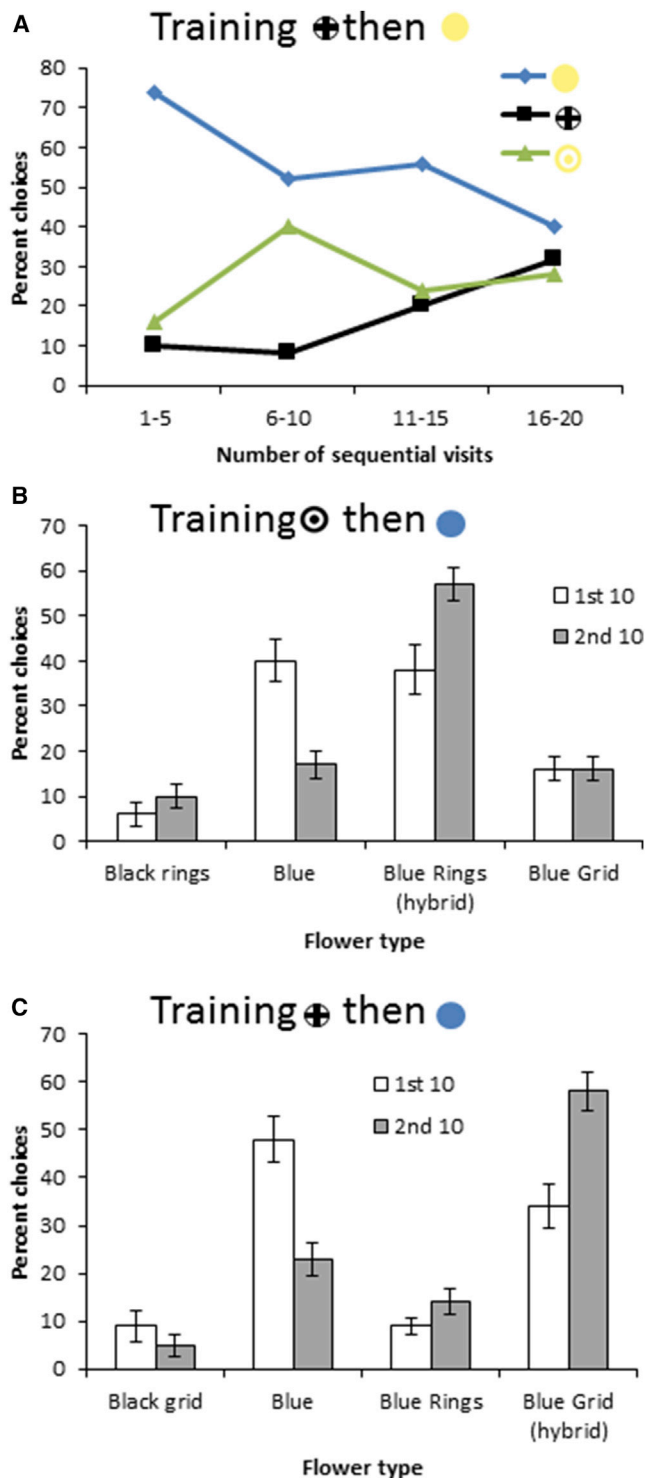 A
Training then
80
70
60
50
40
30
20
10
0
Percent choices
1-5 6-10 11-15 16-20
Number of sequential visits
B
Training then
70
60
50
40
30
20
10
0
Percent choices
1st 10
2nd 10
Black rings Blue Blue Rings Blue Grid
(hybrid)
Flower type
C
Training then
70
60
50
40
30
20
10
0
Percent choices
1st 10
2nd 10
Black grid Blue Blue Rings Blue Grid
(hybrid)
Flower type